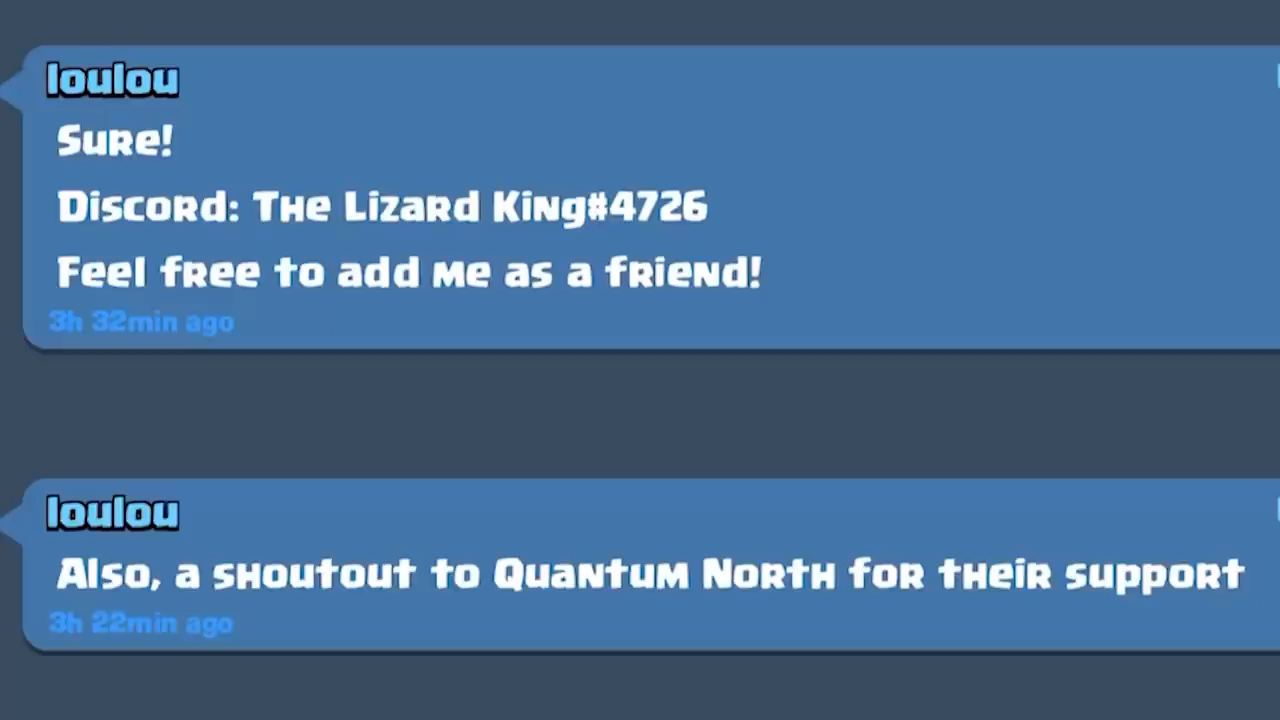 loulou
Sure!
Discord: The Lizard King#4726
Feel free to add me as a friend!
3h 32min ago
loulou
Also, a shoutout to Quantum North for their support
3h 22min ago